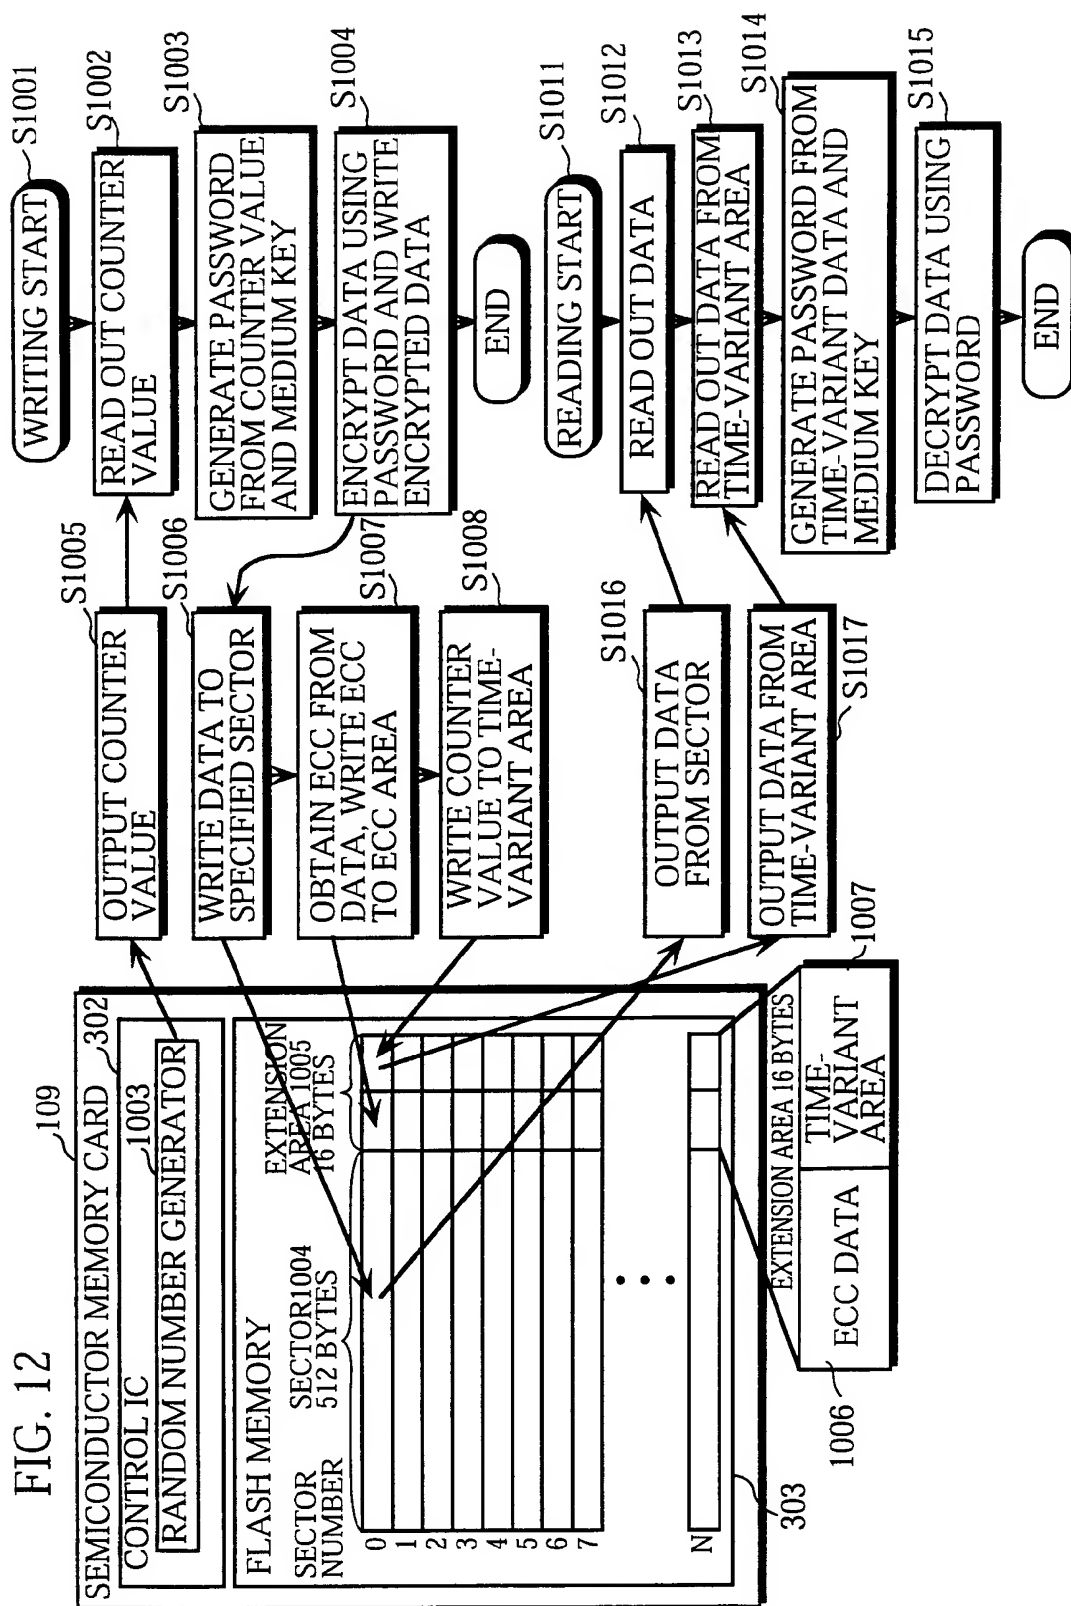 FIG. 12
109
SEMICONDUCTOR MEMORY CARD
302
CONTROL IC
1003
RANDOM NUMBER GENERATOR
FLASH MEMORY
SECTOR
NUMBER
SECTOR1004
512 BYTES
EXTENSION
AREA 1005
16 BYTES
0
1
2
3
4
5
6
7
N
303
EXTENSION AREA 16 BYTES
1006
ECC DATA
TIME-
VARIANT
AREA
1007
S1005
OUTPUT COUNTER
VALUE
S1006
WRITE DATA TO
SPECIFIED SECTOR
S1007
OBTAIN ECC FROM
DATA, WRITE ECC
TO ECC AREA
S1008
WRITE COUNTER
VALUE TO TIME-
VARIANT AREA
S1016
OUTPUT DATA
FROM SECTOR
OUTPUT DATA FROM
TIME-VARIANT AREA
S1017
WRITING START
S1001
S1002
READ OUT COUNTER
VALUE
S1003
GENERATE PASSWORD
FROM COUNTER VALUE
AND MEDIUM KEY
S1004
ENCRYPT DATA USING
PASSWORD AND WRITE
ENCRYPTED DATA
END
READING START
S1011
S1012
READ OUT DATA
S1013
READ OUT DATA FROM
TIME-VARIANT AREA
S1014
GENERATE PASSWORD FROM
TIME-VARIANT DATA AND
MEDIUM KEY
S1015
DECRYPT DATA USING
PASSWORD
END